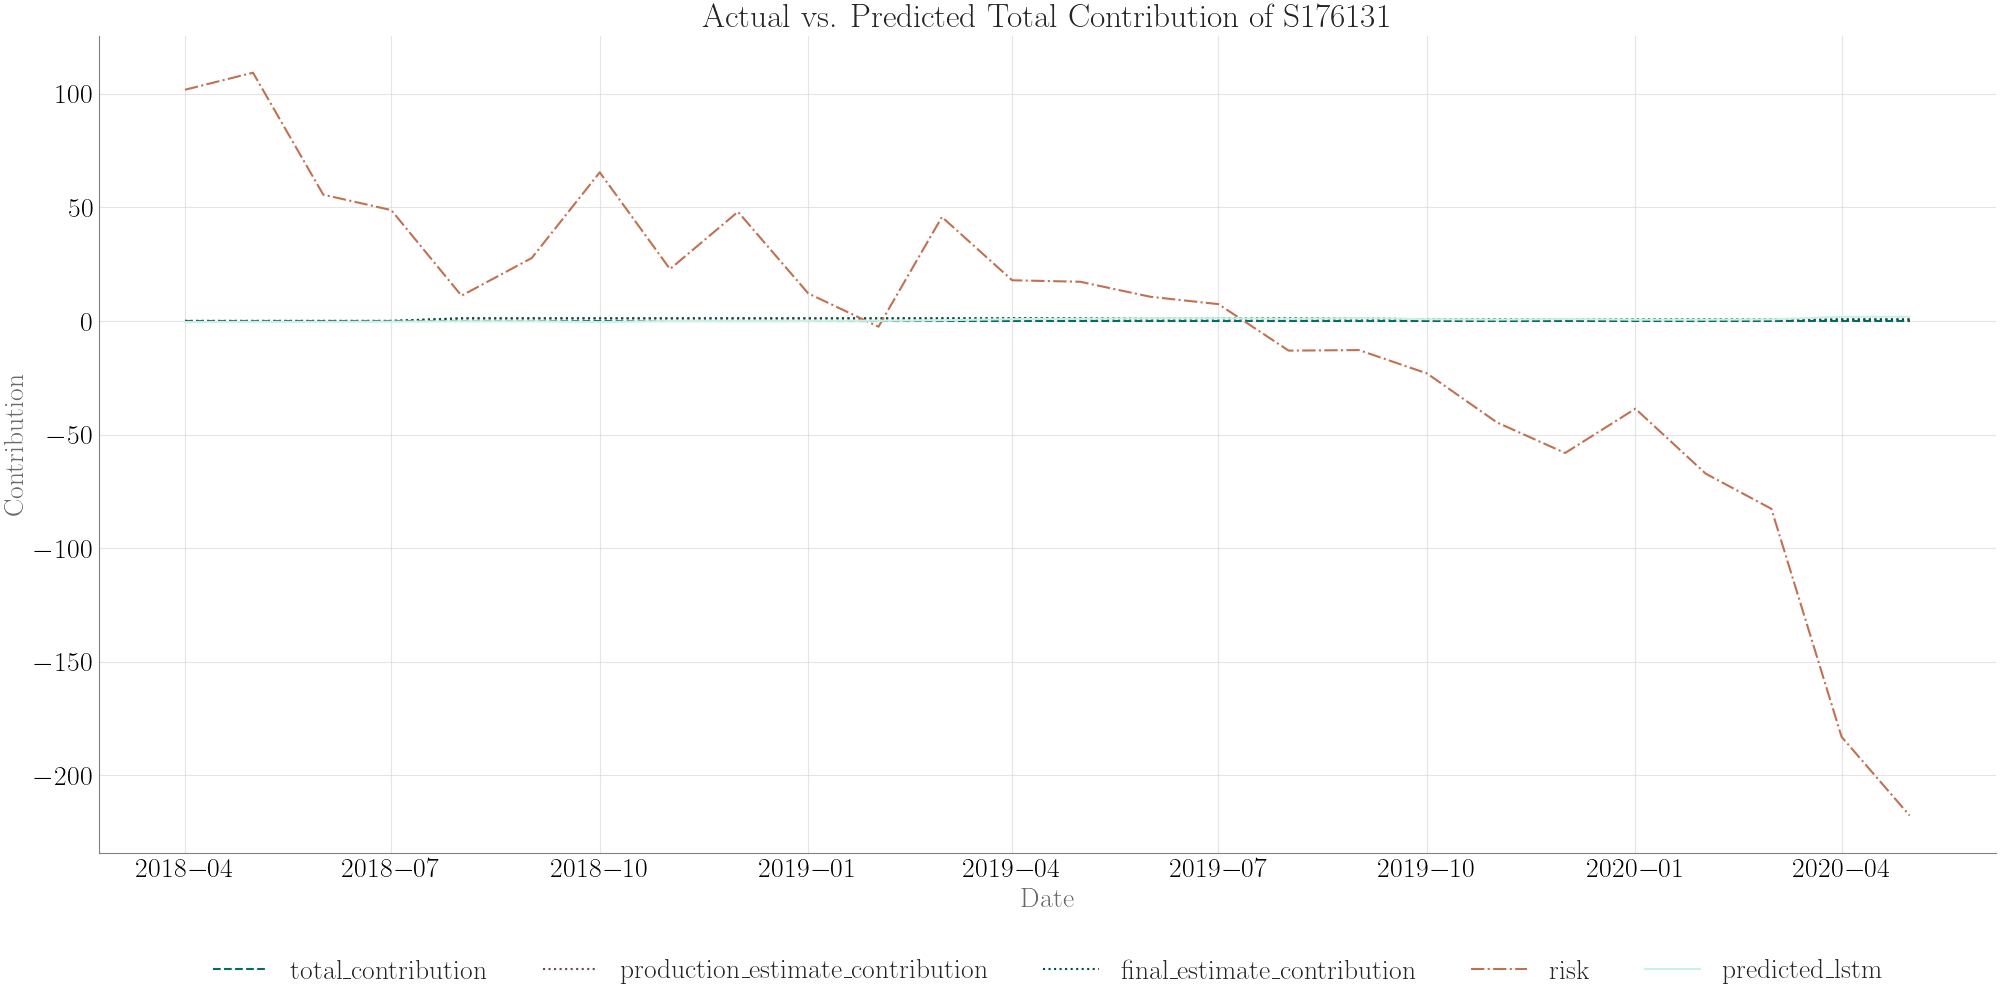 Actual vs. Predicted Total Contribution of S176131
100
50
0
−50
−100
−150
−200
Contribution
2018−04 2018−07 2018−10 2019−01 2019−04 2019−07 2019−10 2020−01 2020−04
Date
total_contribution production_estimate_contribution final_estimate_contribution risk predicted_lstm